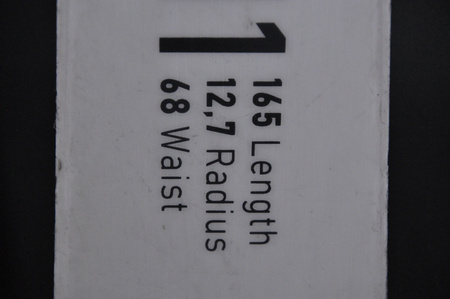 1
165 Length
12,7 Radius
68 Waist